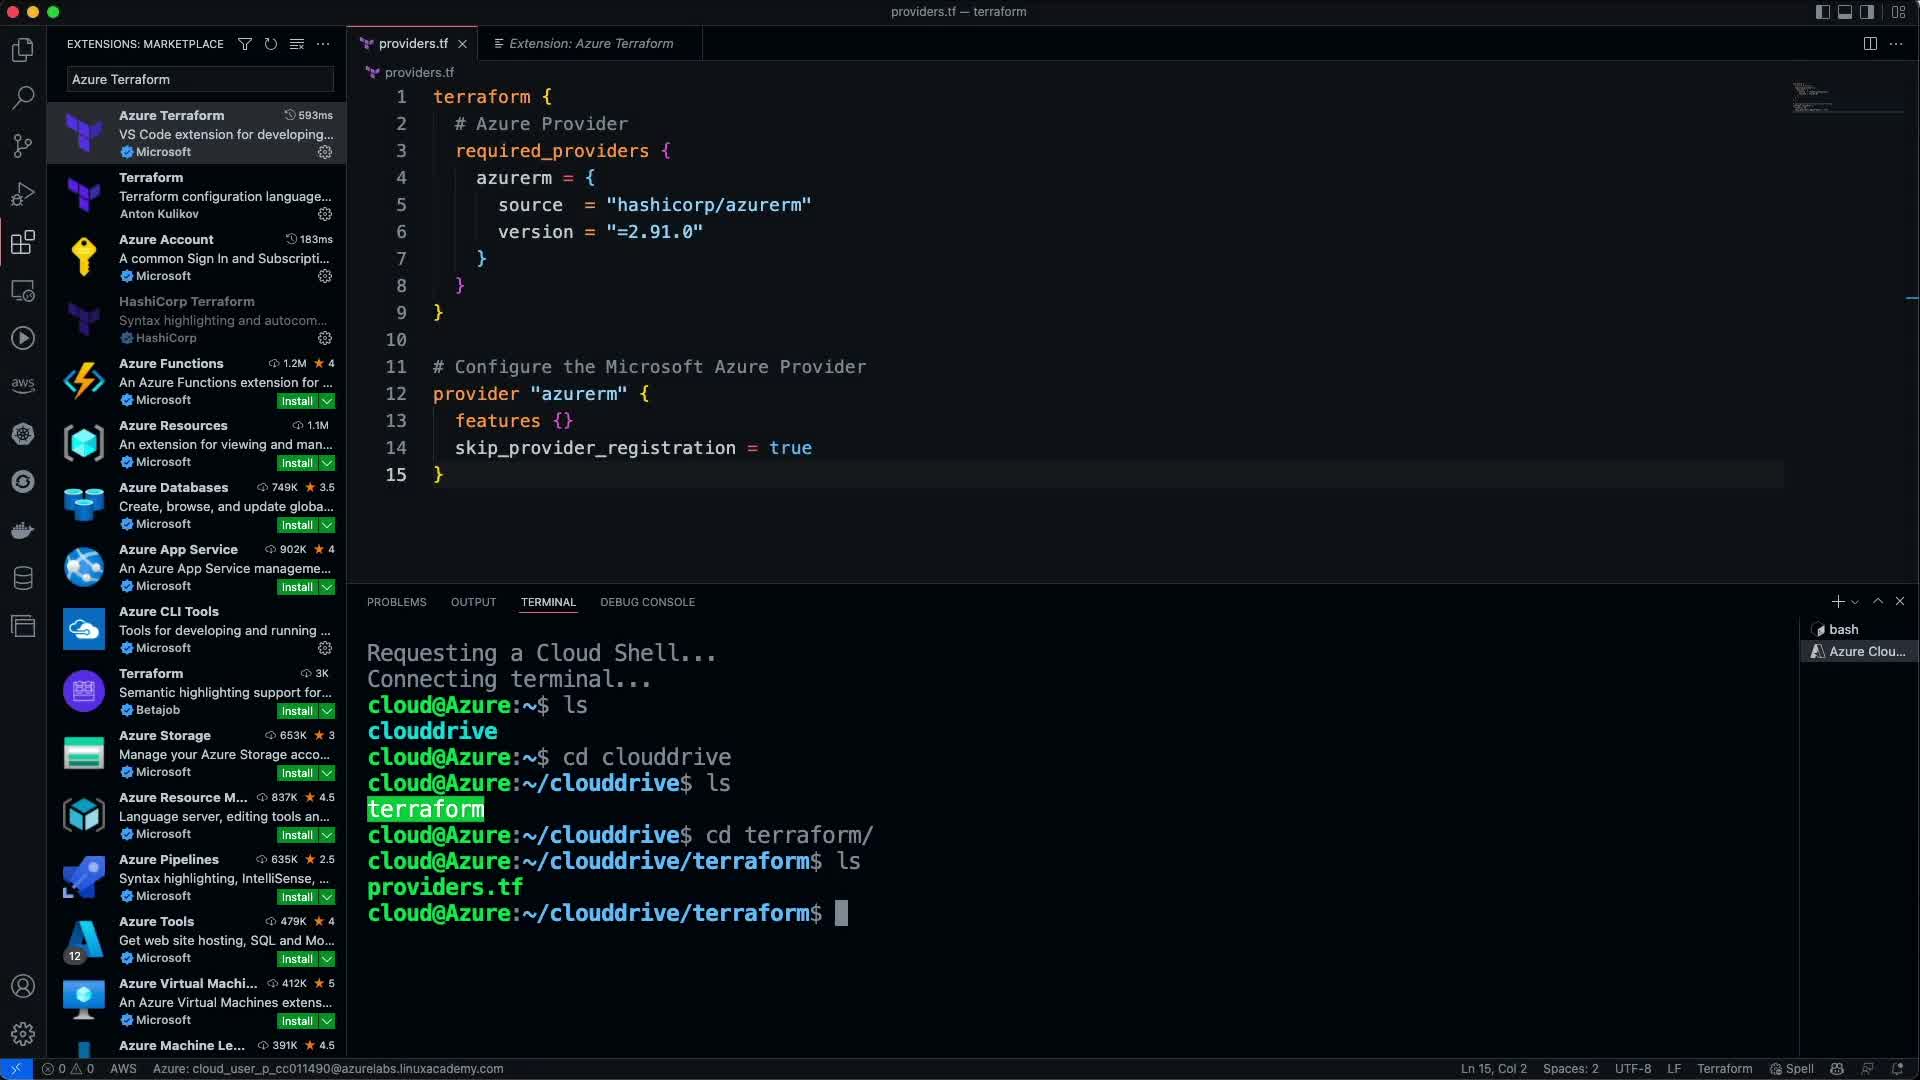 providers.tf — terraform
EXTENSIONS: MARKETPLACE
Azure Terraform
Azure Terraform 593ms
VS Code extension for developing...
Microsoft
Terraform
Terraform configuration language...
Anton Kulikov
Azure Account 183ms
A common Sign In and Subscripti...
Microsoft
HashiCorp Terraform
Syntax highlighting and autocom...
HashiCorp
Azure Functions 1.2M 4
An Azure Functions extension for ...
Microsoft Install
Azure Resources 1.1M
An extension for viewing and man...
Microsoft Install
Azure Databases 749K 3.5
Create, browse, and update globa...
Microsoft Install
Azure App Service 902K 4
An Azure App Service manageme...
Microsoft Install
Azure CLI Tools
Tools for developing and running ...
Microsoft
Terraform 3K
Semantic highlighting support for...
Betajob Install
Azure Storage 653K 3
Manage your Azure Storage acco...
Microsoft Install
Azure Resource M... 837K 4.5
Language server, editing tools an...
Microsoft Install
Azure Pipelines 635K 2.5
Syntax highlighting, IntelliSense, ...
Microsoft Install
Azure Tools 479K 4
Get web site hosting, SQL and Mo...
12 Microsoft Install
Azure Virtual Machi... 412K 5
An Azure Virtual Machines extens...
Microsoft Install
Azure Machine Le... 391K 4.5
aws
providers.tf
Extension: Azure Terraform
providers.tf
1 terraform {
2 # Azure Provider
3 required_providers {
4 azurerm = {
5 source = "hashicorp/azurerm"
6 version = "=2.91.0"
7 }
8 }
9 }
10
11 # Configure the Microsoft Azure Provider
12 provider "azurerm" {
13 features {}
14 skip_provider_registration = true
15 }
PROBLEMS OUTPUT TERMINAL DEBUG CONSOLE
Requesting a Cloud Shell...
Connecting terminal...
cloud@Azure:~$ ls
clouddrive
cloud@Azure:~$ cd clouddrive
cloud@Azure:~/clouddrive$ ls
terraform
cloud@Azure:~/clouddrive$ cd terraform/
cloud@Azure:~/clouddrive/terraform$ ls
providers.tf
cloud@Azure:~/clouddrive/terraform$
bash
Azure Clou...
0 0 AWS Azure: cloud_user_p_cc011490@azurelabs.linuxacademy.com
Ln 15, Col 2 Spaces: 2 UTF-8 LF Terraform Spell